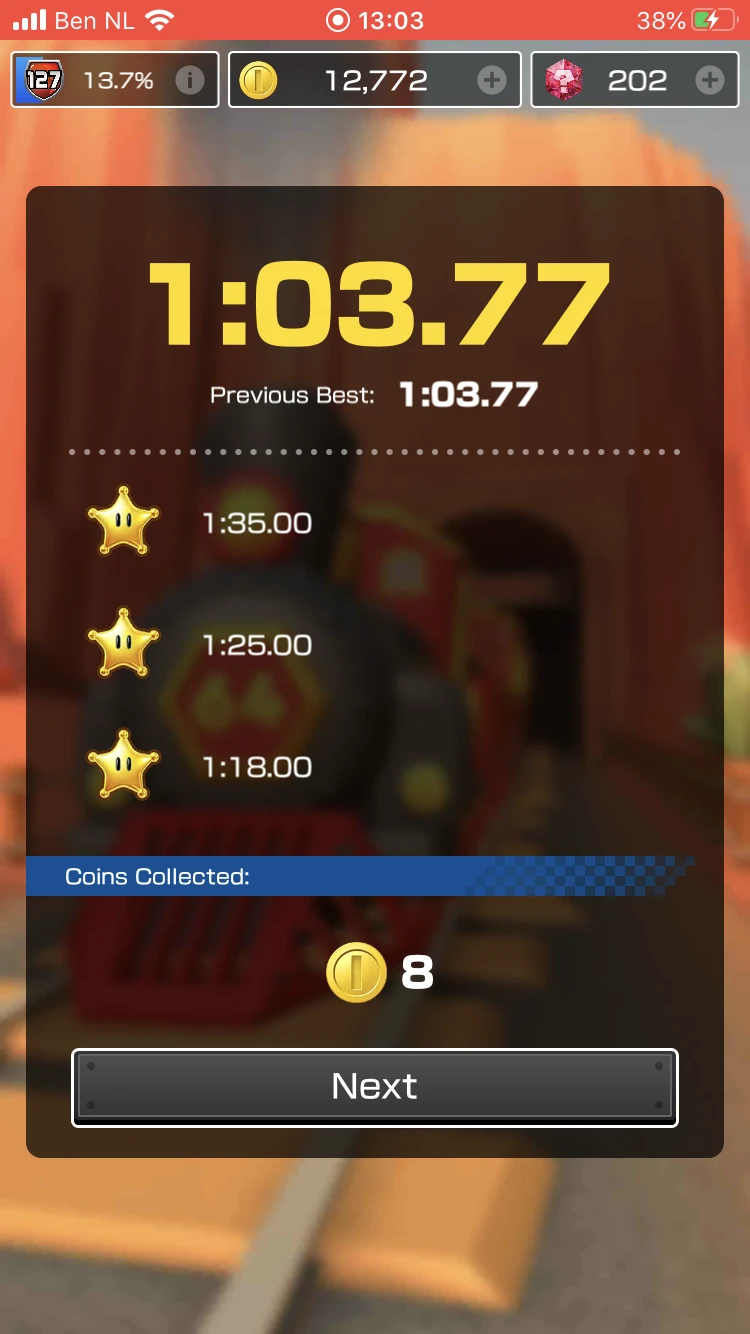 Ben NL 13:03 38%
127 13.7% i 12,772 + 202 +
1:03.77
Previous Best: 1:03.77
1:35.00
1:25.00
64
1:18.00
Coins Collected:
8
Next